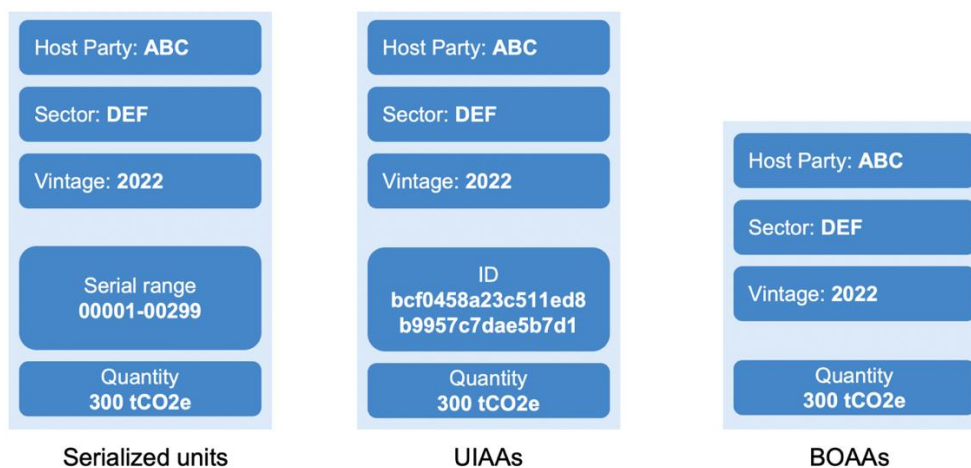 Host Party: ABC
Sector: DEF
Vintage: 2022
Serial range
00001-00299
Quantity
300 tCO2e
Serialized units
Host Party: ABC
Sector: DEF
Vintage: 2022
ID
bcf0458a23c511ed8
b9957c7dae5b7d1
Quantity
300 tCO2e
UIAAs
Host Party: ABC
Sector: DEF
Vintage: 2022
Quantity
300 tCO2e
BOAAs